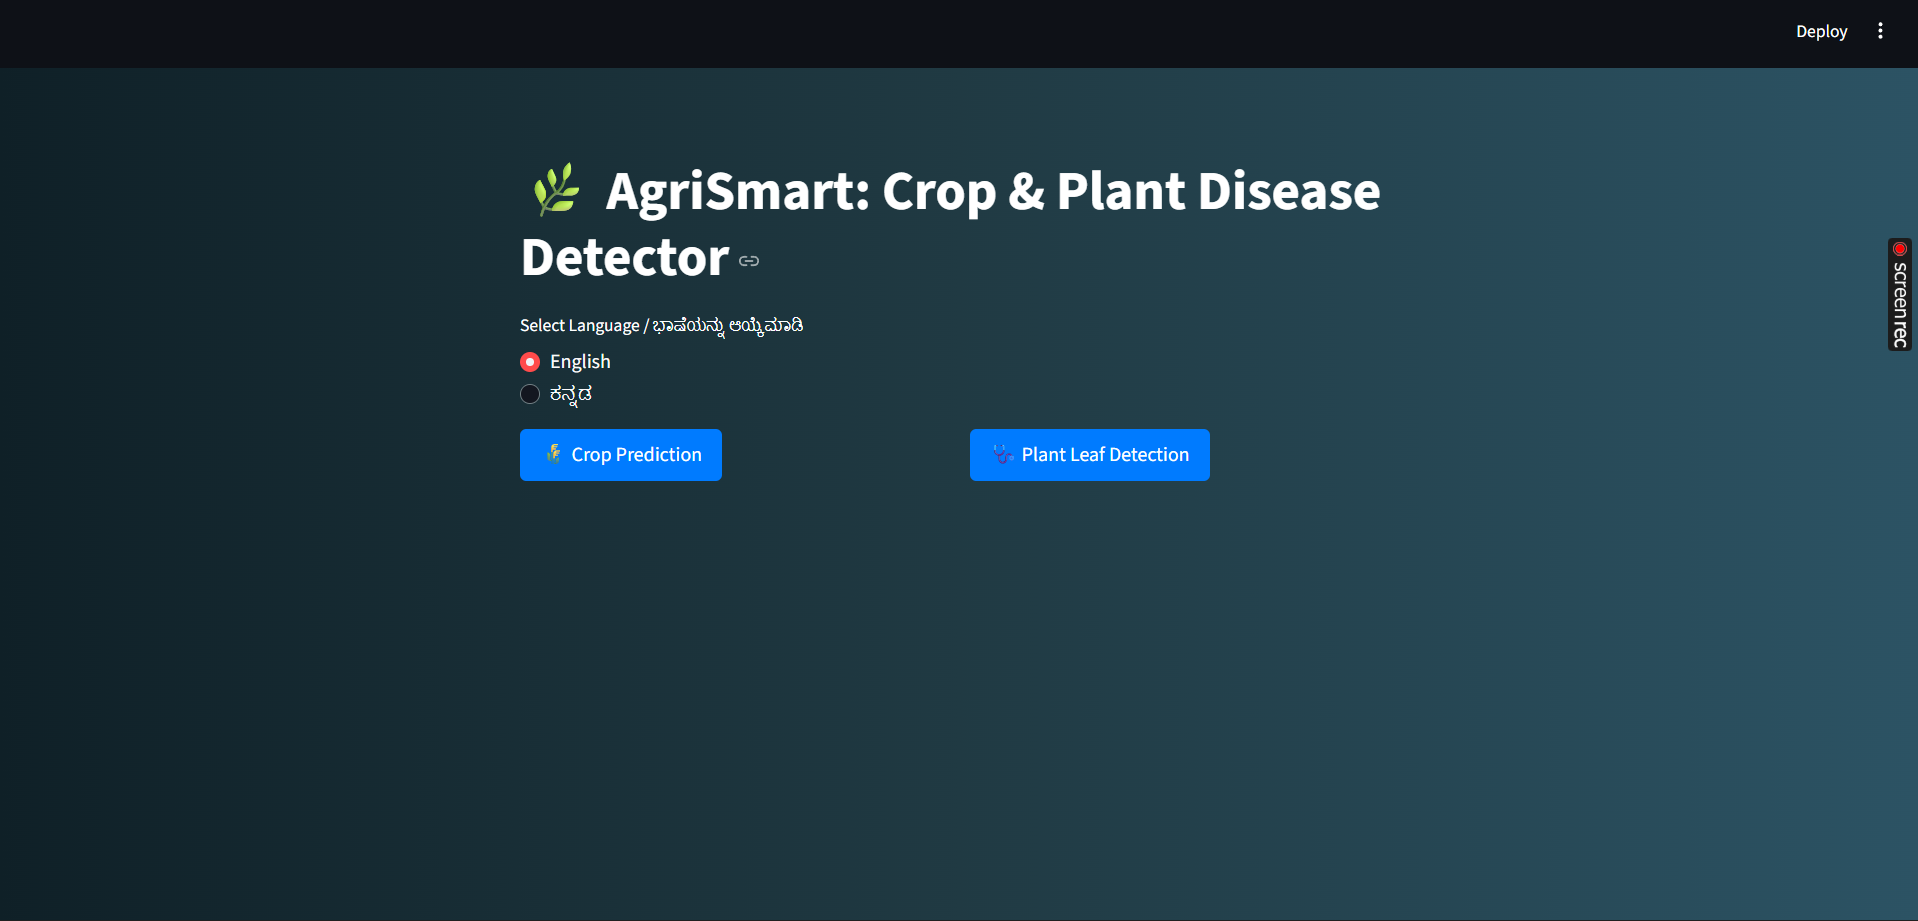 Deploy
🌿 AgriSmart: Crop & Plant Disease
Detector
Select Language / ಭಾಷೆಯನ್ನು ಆಯ್ಕೆಮಾಡಿ
English
ಕನ್ನಡ
Crop Prediction
Plant Leaf Detection
screenrec